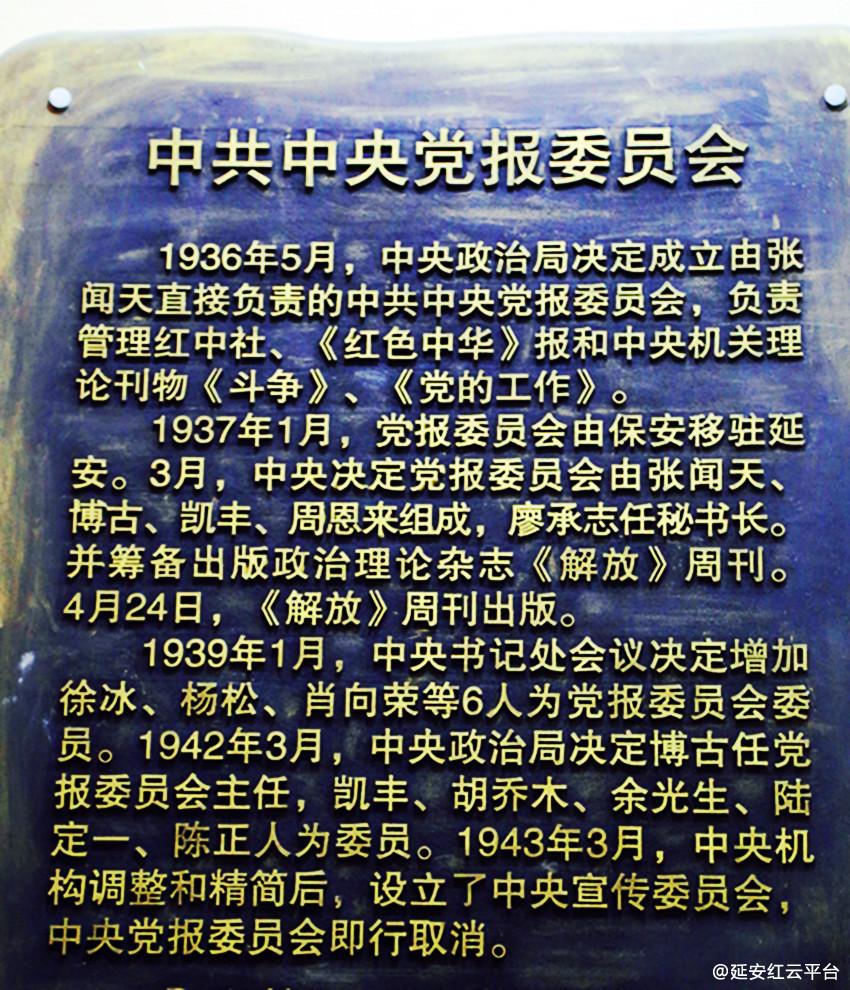 中共中央党报委员会
1936年5月，中央政治局决定成立由张
闻天直接负责的中共中央党报委员会，负责
管理红中社、《红色中华》报和中央机关理
论刊物《斗争》、《党的工作》。
1937年1月，党报委员会由保安移驻延
安。3月，中央决定党报委员会由张闻天、
博古、凯丰、周恩来组成，廖承志任秘书长。
并筹备出版政治理论杂志《解放》周刊。
4月24日，《解放》周刊出版。
1939年1月，中央书记处会议决定增加
徐冰、杨松、肖向荣等6人为党报委员会委
员。1942年3月，中央政治局决定博古任党
报委员会主任，凯丰、胡乔木、余光生、陆
定一、陈正人为委员。1943年3月，中央机
构调整和精简后，设立了中央宣传委员会，
中央党报委员会即行取消。
@延安红云平台